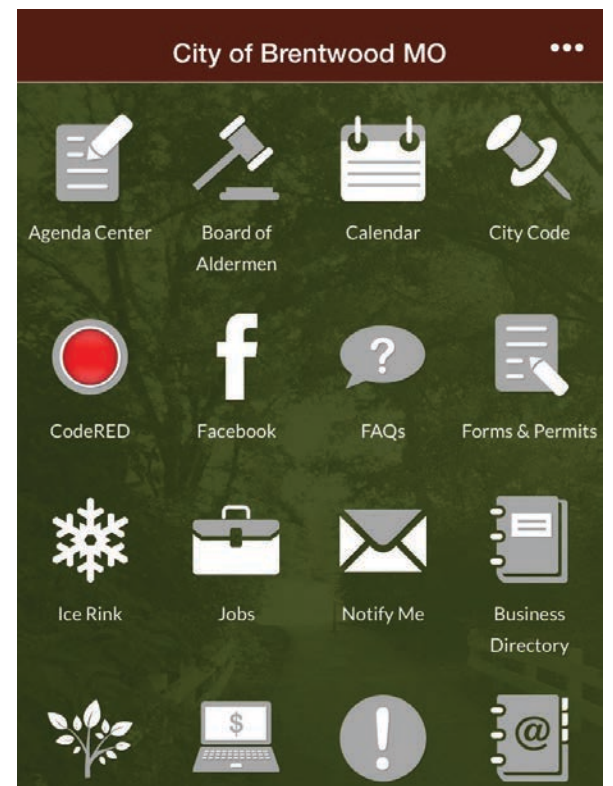 City of Brentwood MO
Agenda Center
Board of
Aldermen
Calendar
City Code
?
CodeRED
Facebook
FAQs
Forms & Permits
Ice Rink
Jobs
Notify Me
Business
Directory
$
!
@